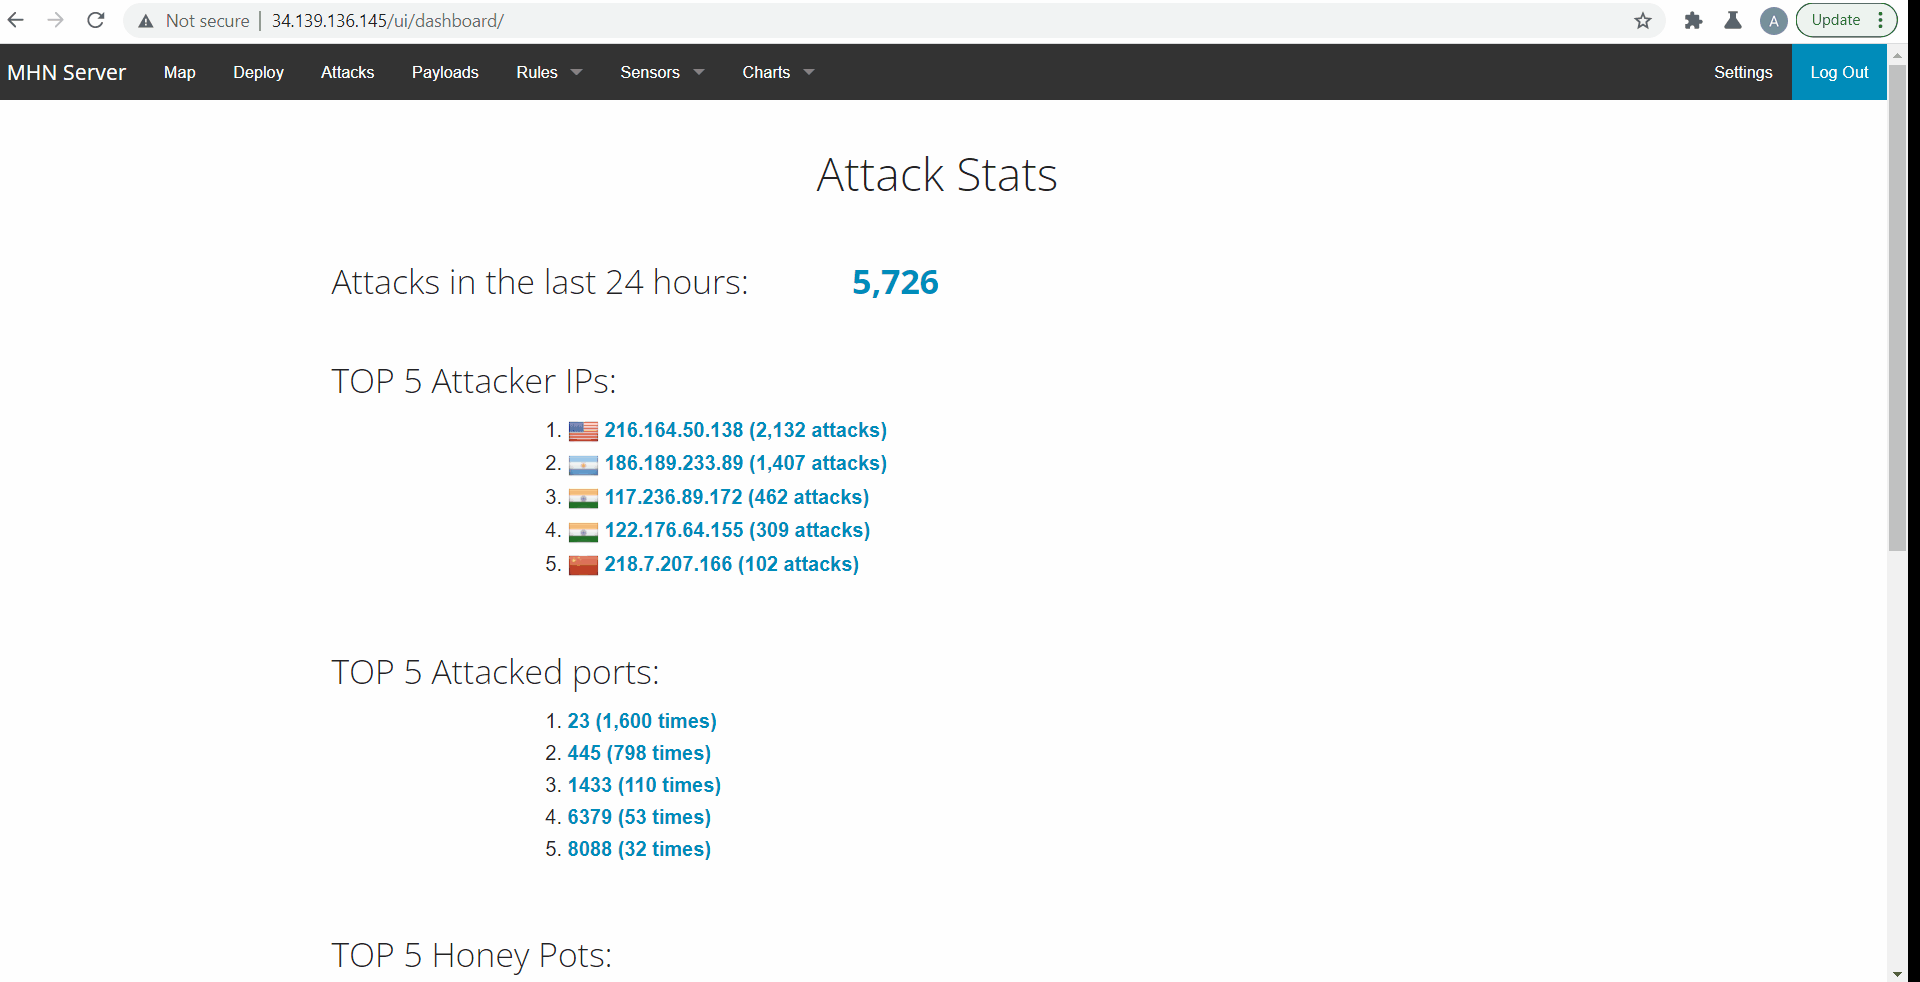 Not secure | 34.139.136.145/ui/dashboard/ A Update
MHN Server Map Deploy Attacks Payloads Rules Sensors Charts Settings Log Out
Attack Stats
Attacks in the last 24 hours: 5,726
TOP 5 Attacker IPs:
1. 216.164.50.138 (2,132 attacks)
2. 186.189.233.89 (1,407 attacks)
3. 117.236.89.172 (462 attacks)
4. 122.176.64.155 (309 attacks)
5. 218.7.207.166 (102 attacks)
TOP 5 Attacked ports:
1. 23 (1,600 times)
2. 445 (798 times)
3. 1433 (110 times)
4. 6379 (53 times)
5. 8088 (32 times)
TOP 5 Honey Pots: